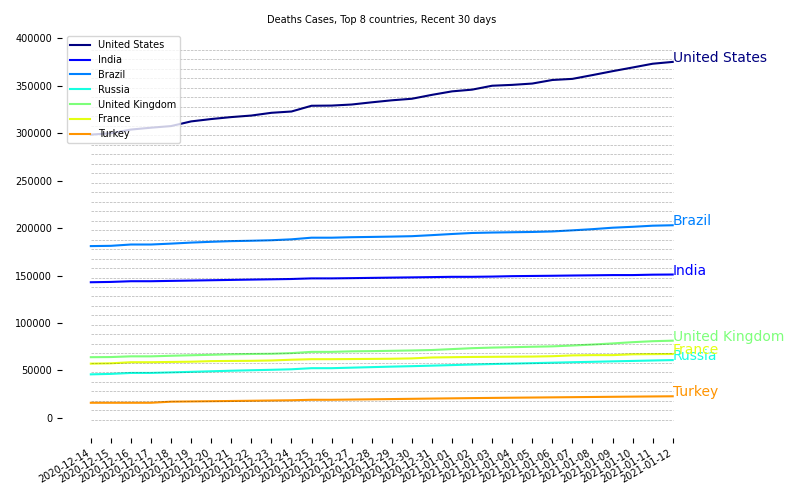 Deaths Cases, Top 8 countries, Recent 30 days
400000
350000
300000
250000
200000
150000
100000
50000
0
United States
India
Brazil
Russia
United Kingdom
France
Turkey
United States
Brazil
India
United Kingdom
France
Russia
Turkey
2020-12-14
2020-12-15
2020-12-16
2020-12-17
2020-12-18
2020-12-19
2020-12-20
2020-12-21
2020-12-22
2020-12-23
2020-12-24
2020-12-25
2020-12-26
2020-12-27
2020-12-28
2020-12-29
2020-12-30
2020-12-31
2021-01-01
2021-01-02
2021-01-03
2021-01-04
2021-01-05
2021-01-06
2021-01-07
2021-01-08
2021-01-09
2021-01-10
2021-01-11
2021-01-12